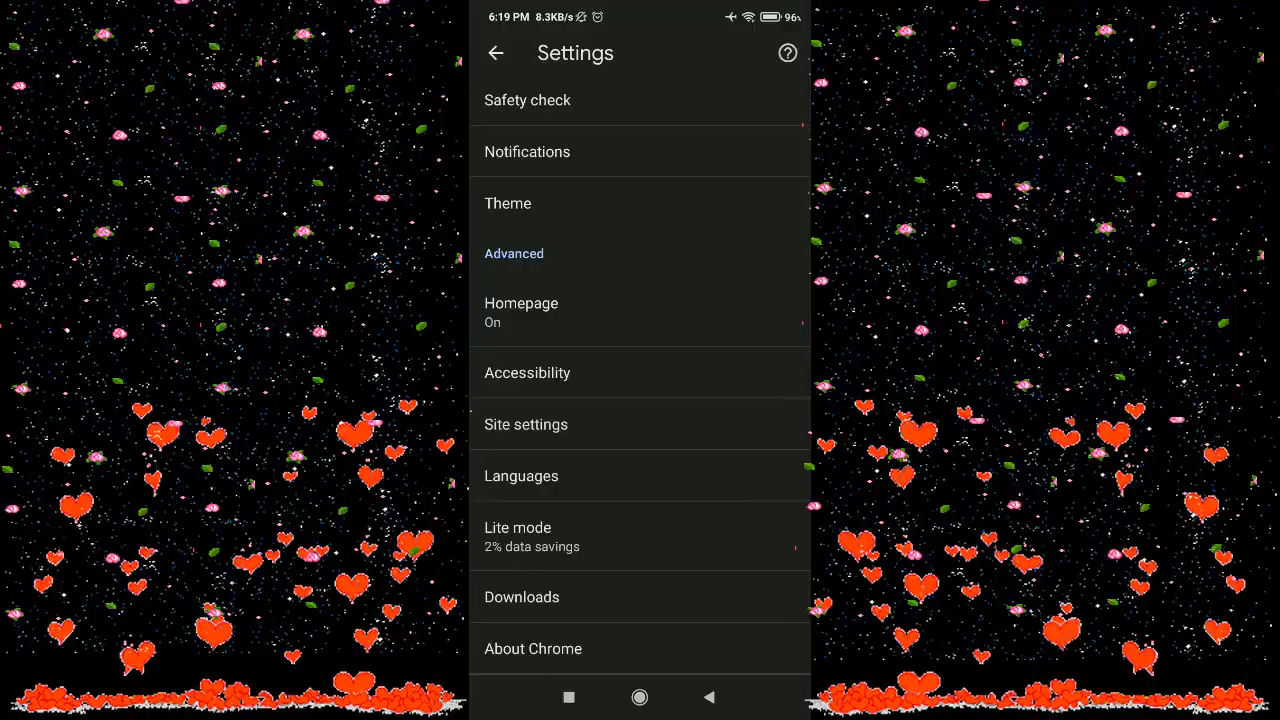 6:19 PM 8.3KB/s 96%
Settings
Safety check
Notifications
Theme
Advanced
Homepage
On
Accessibility
Site settings
Languages
Lite mode
2% data savings
Downloads
About Chrome